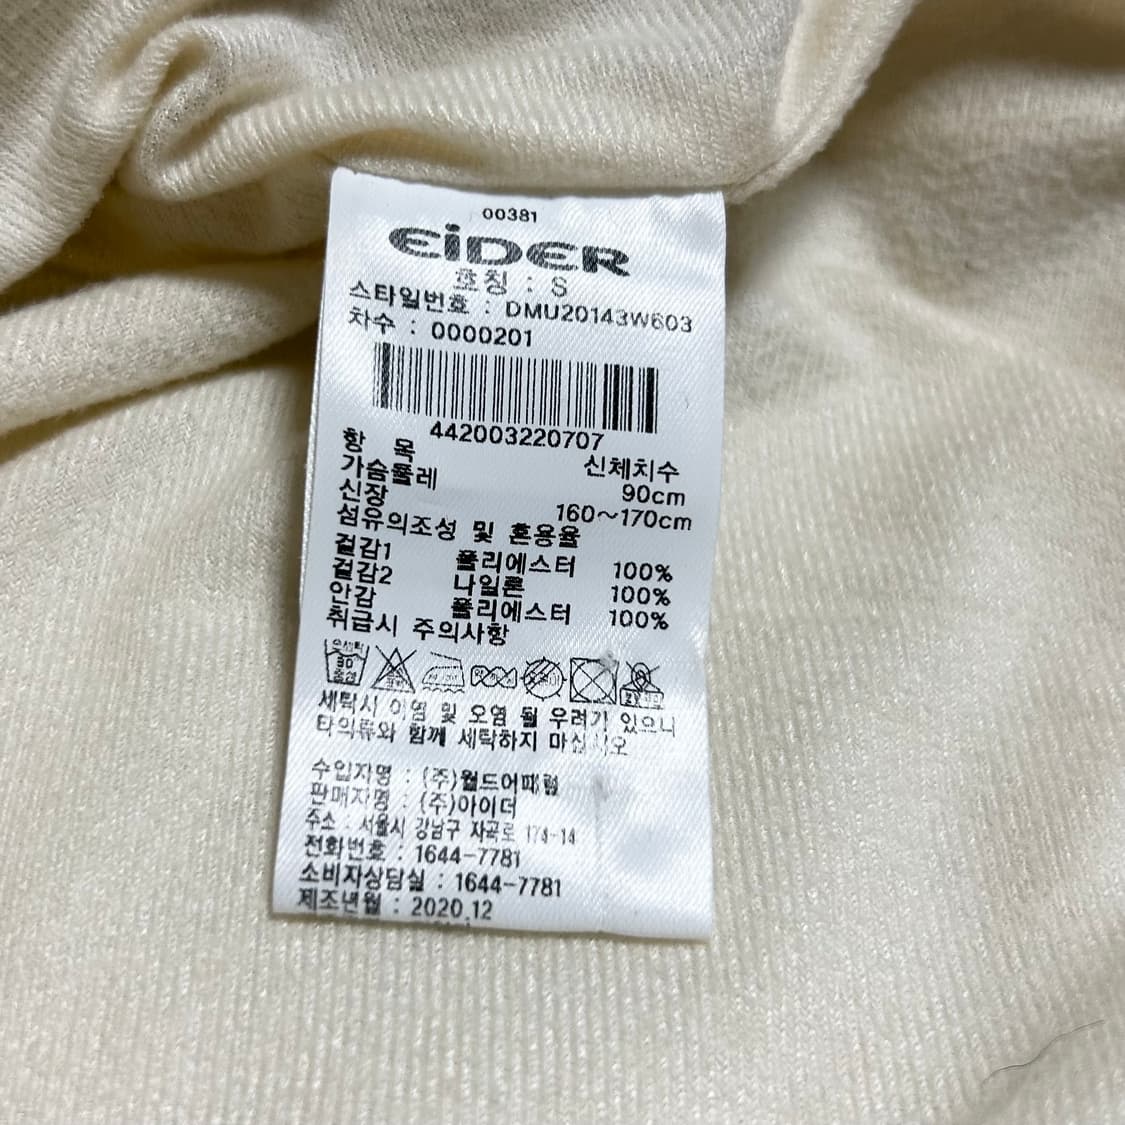 00381
EiDER
호칭 : S
스타일번호 : DMU20143W603
차수 : 0000201
442003220707
항 목 신체치수
가슴둘레 90cm
신장 160~170cm
섬유의조성 및 혼용율
겉감1 폴리에스터 100%
겉감2 나일론 100%
안감 폴리에스터 100%
취급시 주의사항
30
중성
세탁시 이염 및 오염 될 우려가 있으니
타의류와 함께 세탁하지 마십시오
수입자명 : (주)월드어패럴
판매자명 : (주)아이더
주소 : 서울시 강남구 자곡로 174-14
전화번호 : 1644-7781
소비자상담실 : 1644-7781
제조년월 : 2020.12